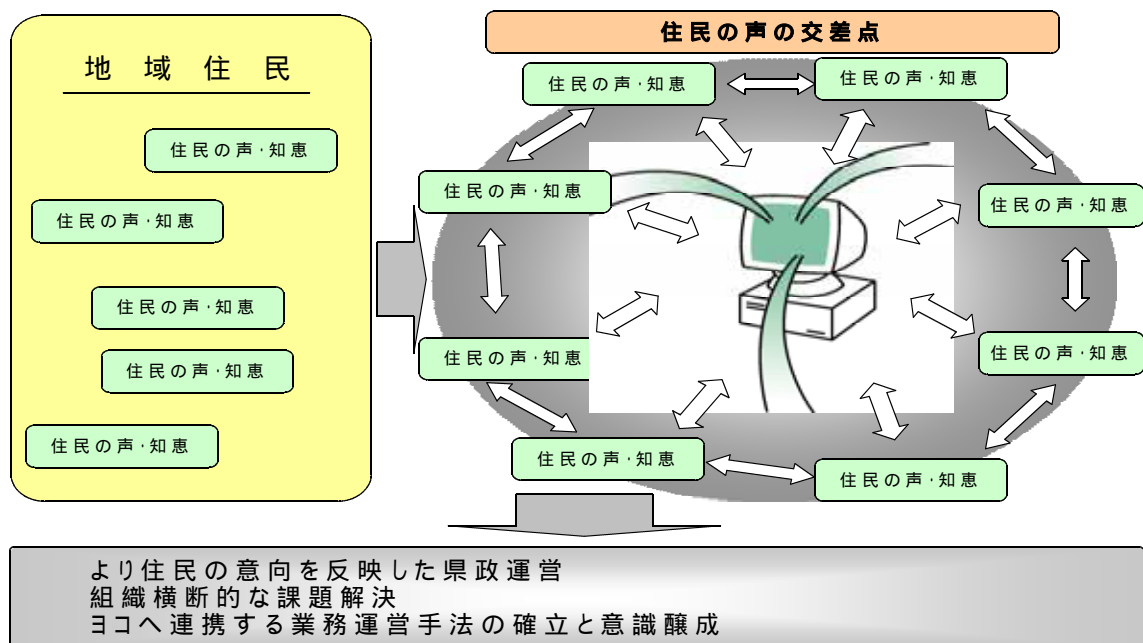 地域住民
住民の声・知恵
住民の声・知恵
住民の声・知恵
住民の声・知恵
住民の声・知恵
住民の声の交差点
住民の声・知恵
住民の声・知恵
住民の声・知恵
住民の声・知恵
住民の声・知恵
住民の声・知恵
住民の声・知恵
住民の声・知恵
より住民の意向を反映した県政運営
組織横断的な課題解決
ヨコへ連携する業務運営手法の確立と意識醸成